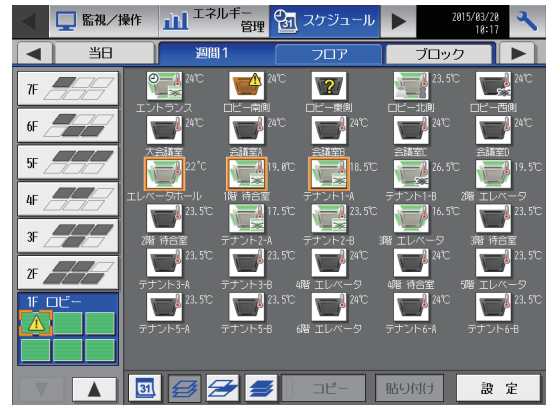 監視/操作
エネルギー管理
31 スケジュール
2015/03/20
10:17
当日
週間1
フロア
ブロック
7F
6F
5F
4F
3F
2F
1F ロビー
24℃ 24℃ 24℃ 23.5℃ 24℃
エントランス ロビー南側 ロビー東側 ロビー北側 ロビー西側
24℃ 24℃ 24℃ 24℃ 24℃
大会議室 会議室A 会議室B 会議室C 会議室D
22℃ 19.0℃ 18.5℃ 26.5℃ 19.5℃
エレベータホール 1階 待合室 テナント1-A テナント1-B 2階 エレベータ
23.5℃ 17.5℃ 23.5℃ 16.5℃ 23.5℃
2階 待合室 テナント2-A テナント2-B 3階 エレベータ 3階 待合室
23.5℃ 23.5℃ 24℃ 24℃ 23.5℃
テナント3-A テナント3-B 4階 エレベータ 4階 待合室 5階 エレベータ
23.5℃ 23.5℃ 24℃ 24℃ 23.5℃
テナント5-A テナント5-B 6階 エレベータ テナント6-A テナント6-B
31
コピー
貼り付け
設 定